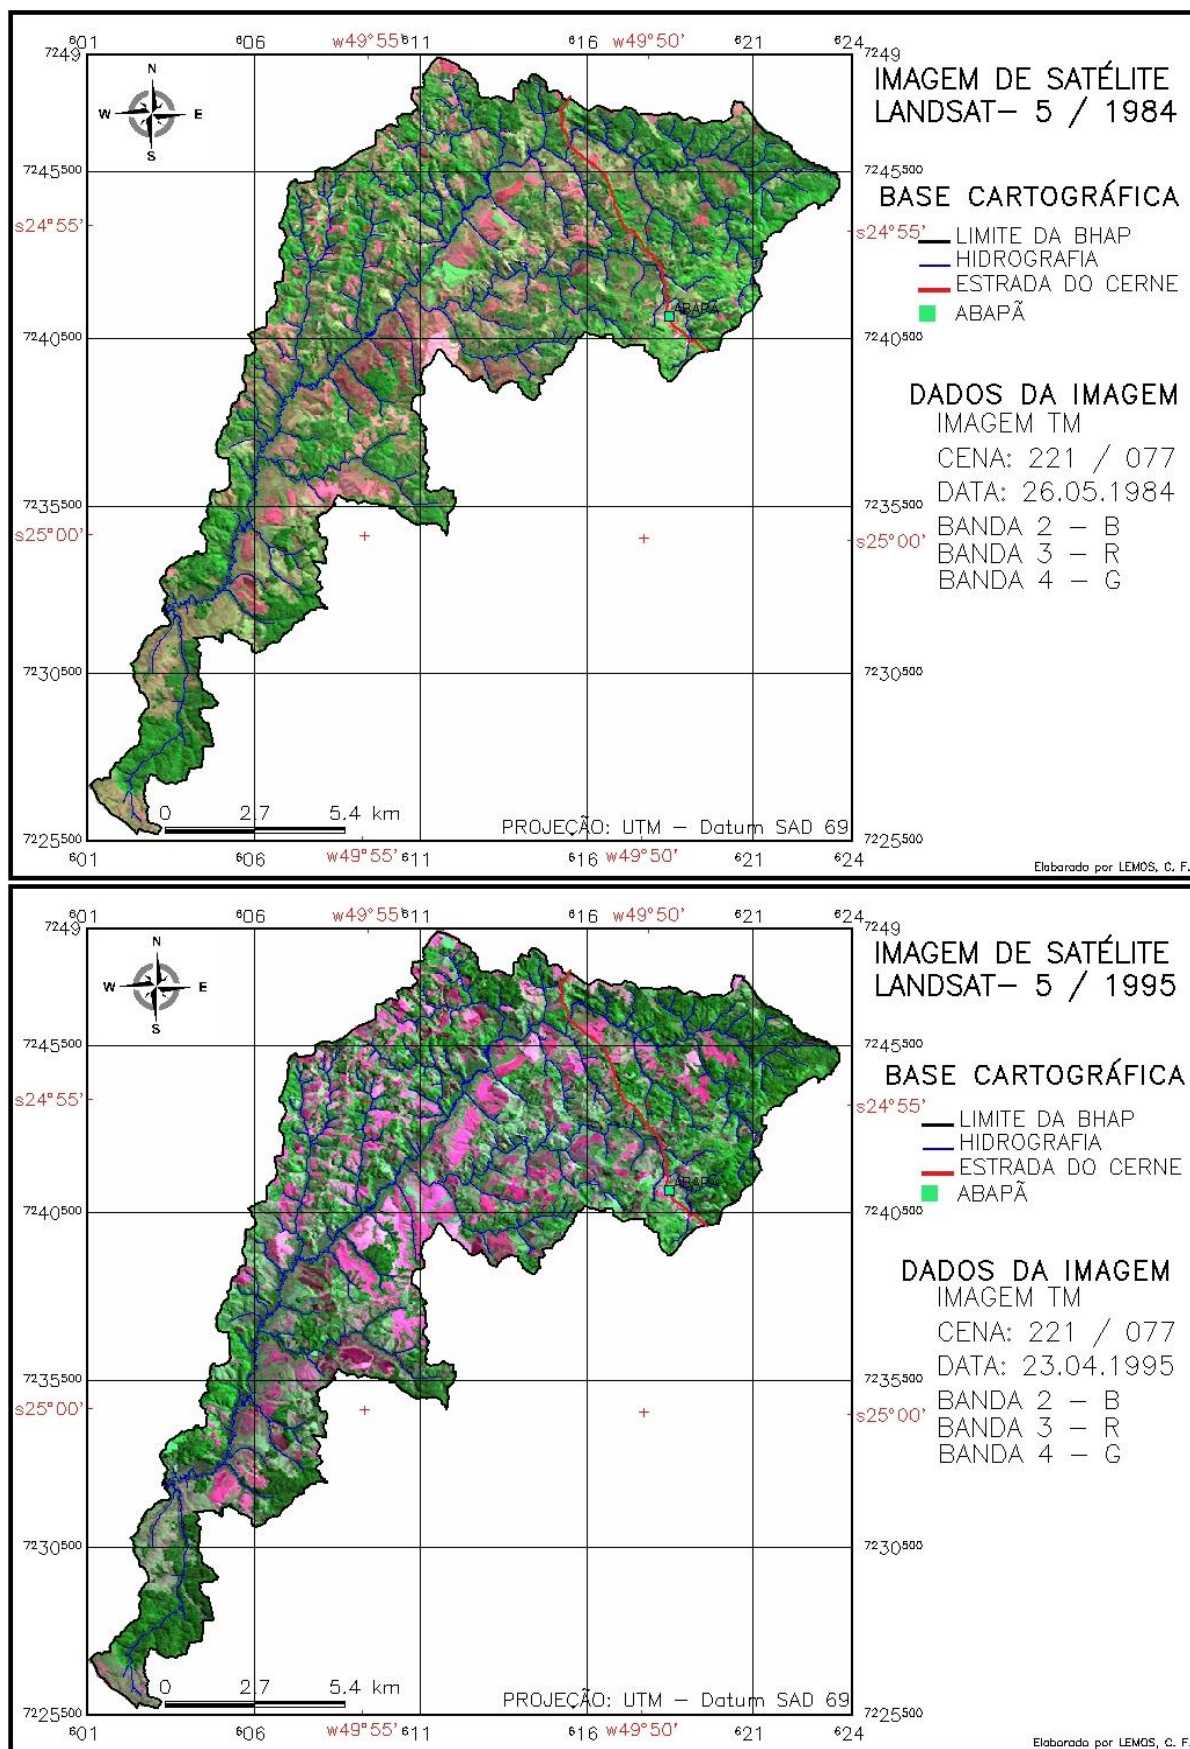 601 606 w49°55' 611 616 w49°50' 621 624
7249 7249
N
W E
S
IMAGEM DE SATÉLITE
LANDSAT- 5 / 1984
7245500 7245500
BASE CARTOGRÁFICA
s24°55' s24°55'
LIMITE DA BHAP
HIDROGRAFIA
ESTRADA DO CERNE
ABAPÃ
ABAPÃ
7240500 7240500
DADOS DA IMAGEM
IMAGEM TM
CENA: 221 / 077
DATA: 26.05.1984
7235500 7235500
BANDA 2 - B
s25°00' s25°00'
BANDA 3 - R
BANDA 4 - G
7230500 7230500
0 2.7 5.4 km
PROJEÇÃO: UTM - Datum SAD 69
7225500 7225500
601 606 w49°55' 611 616 w49°50' 621 624
Elaborado por LEMOS, C. F.
601 606 w49°55' 611 616 w49°50' 621 624
7249 7249
N
W E
S
IMAGEM DE SATÉLITE
LANDSAT- 5 / 1995
7245500 7245500
BASE CARTOGRÁFICA
s24°55' s24°55'
LIMITE DA BHAP
HIDROGRAFIA
ESTRADA DO CERNE
ABAPÃ
ABAPÃ
7240500 7240500
DADOS DA IMAGEM
IMAGEM TM
CENA: 221 / 077
DATA: 23.04.1995
7235500 7235500
BANDA 2 - B
s25°00' s25°00'
BANDA 3 - R
BANDA 4 - G
7230500 7230500
0 2.7 5.4 km
PROJEÇÃO: UTM - Datum SAD 69
7225500 7225500
601 606 w49°55' 611 616 w49°50' 621 624
Elaborado por LEMOS, C. F.